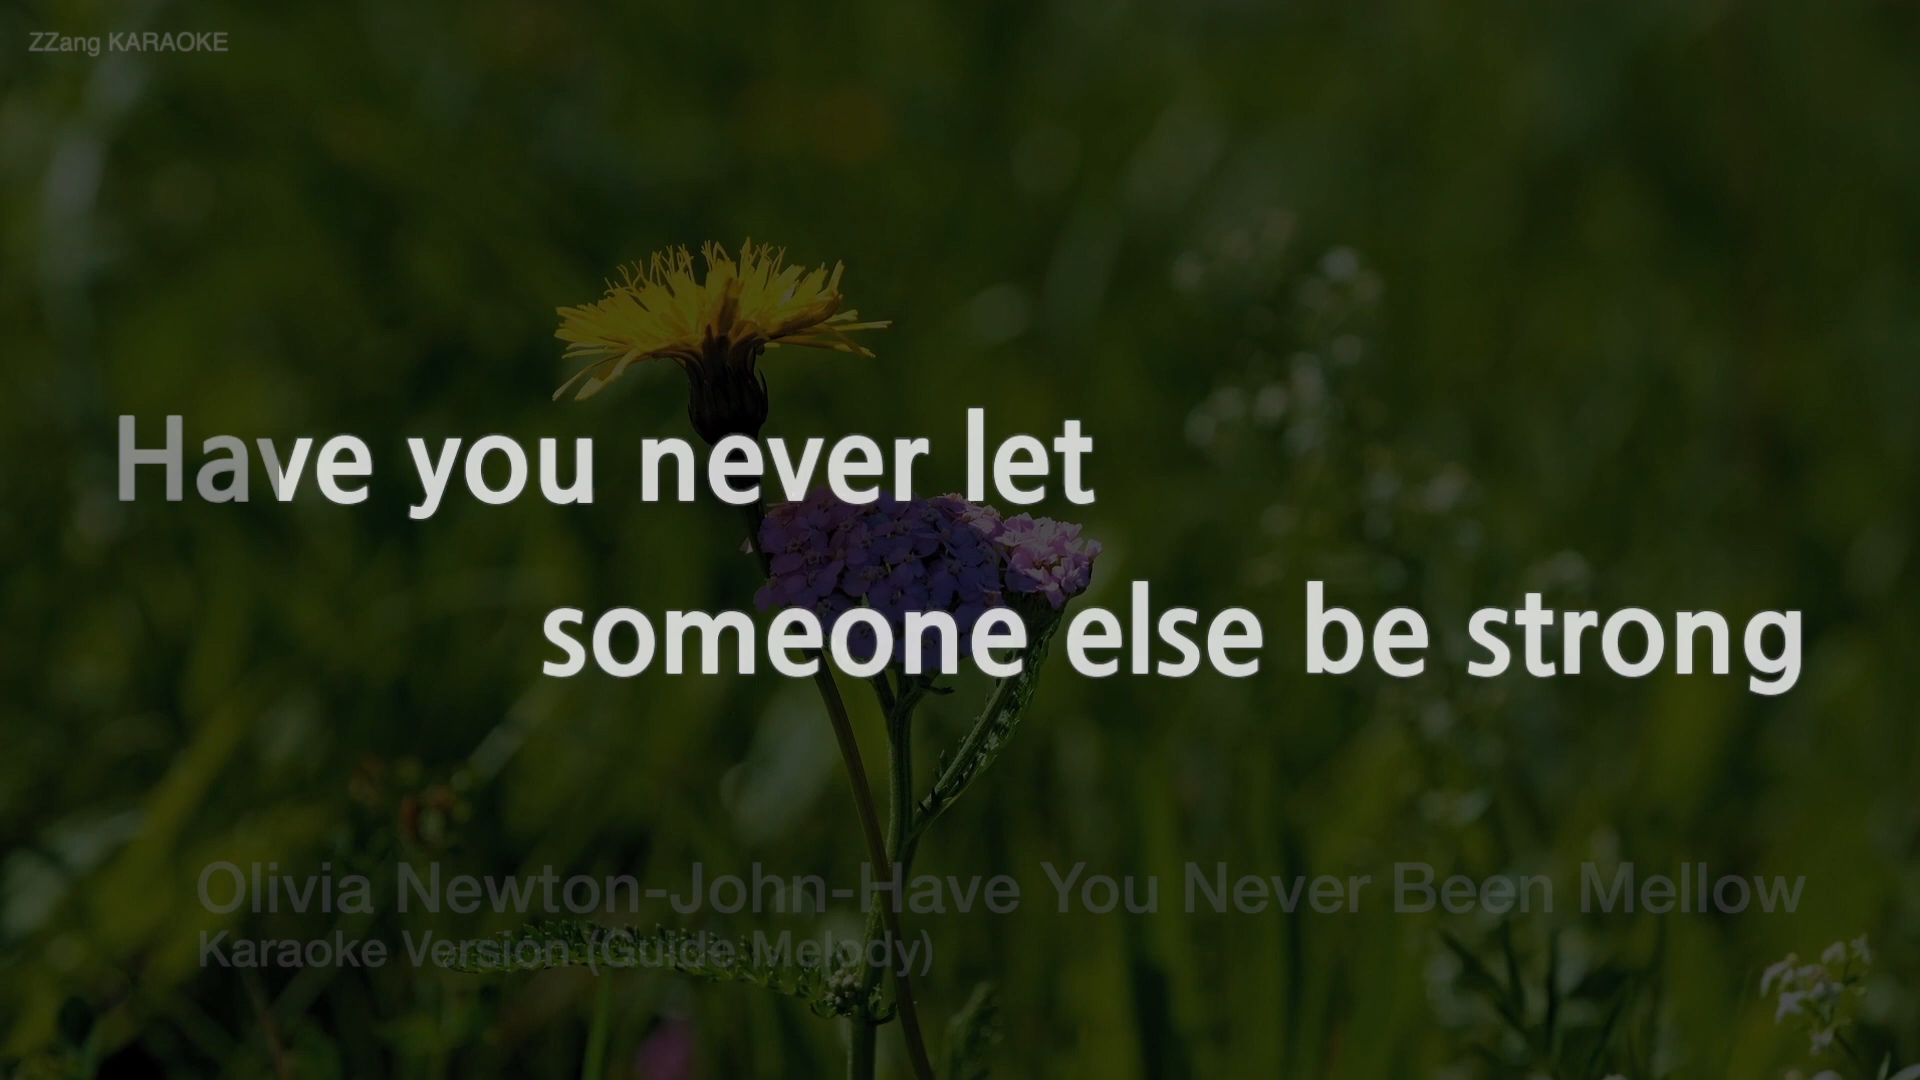 ZZang KARAOKE
Have you never let
someone else be strong
Olivia Newton-John-Have You Never Been Mellow
Karaoke Version (Guide Melody)